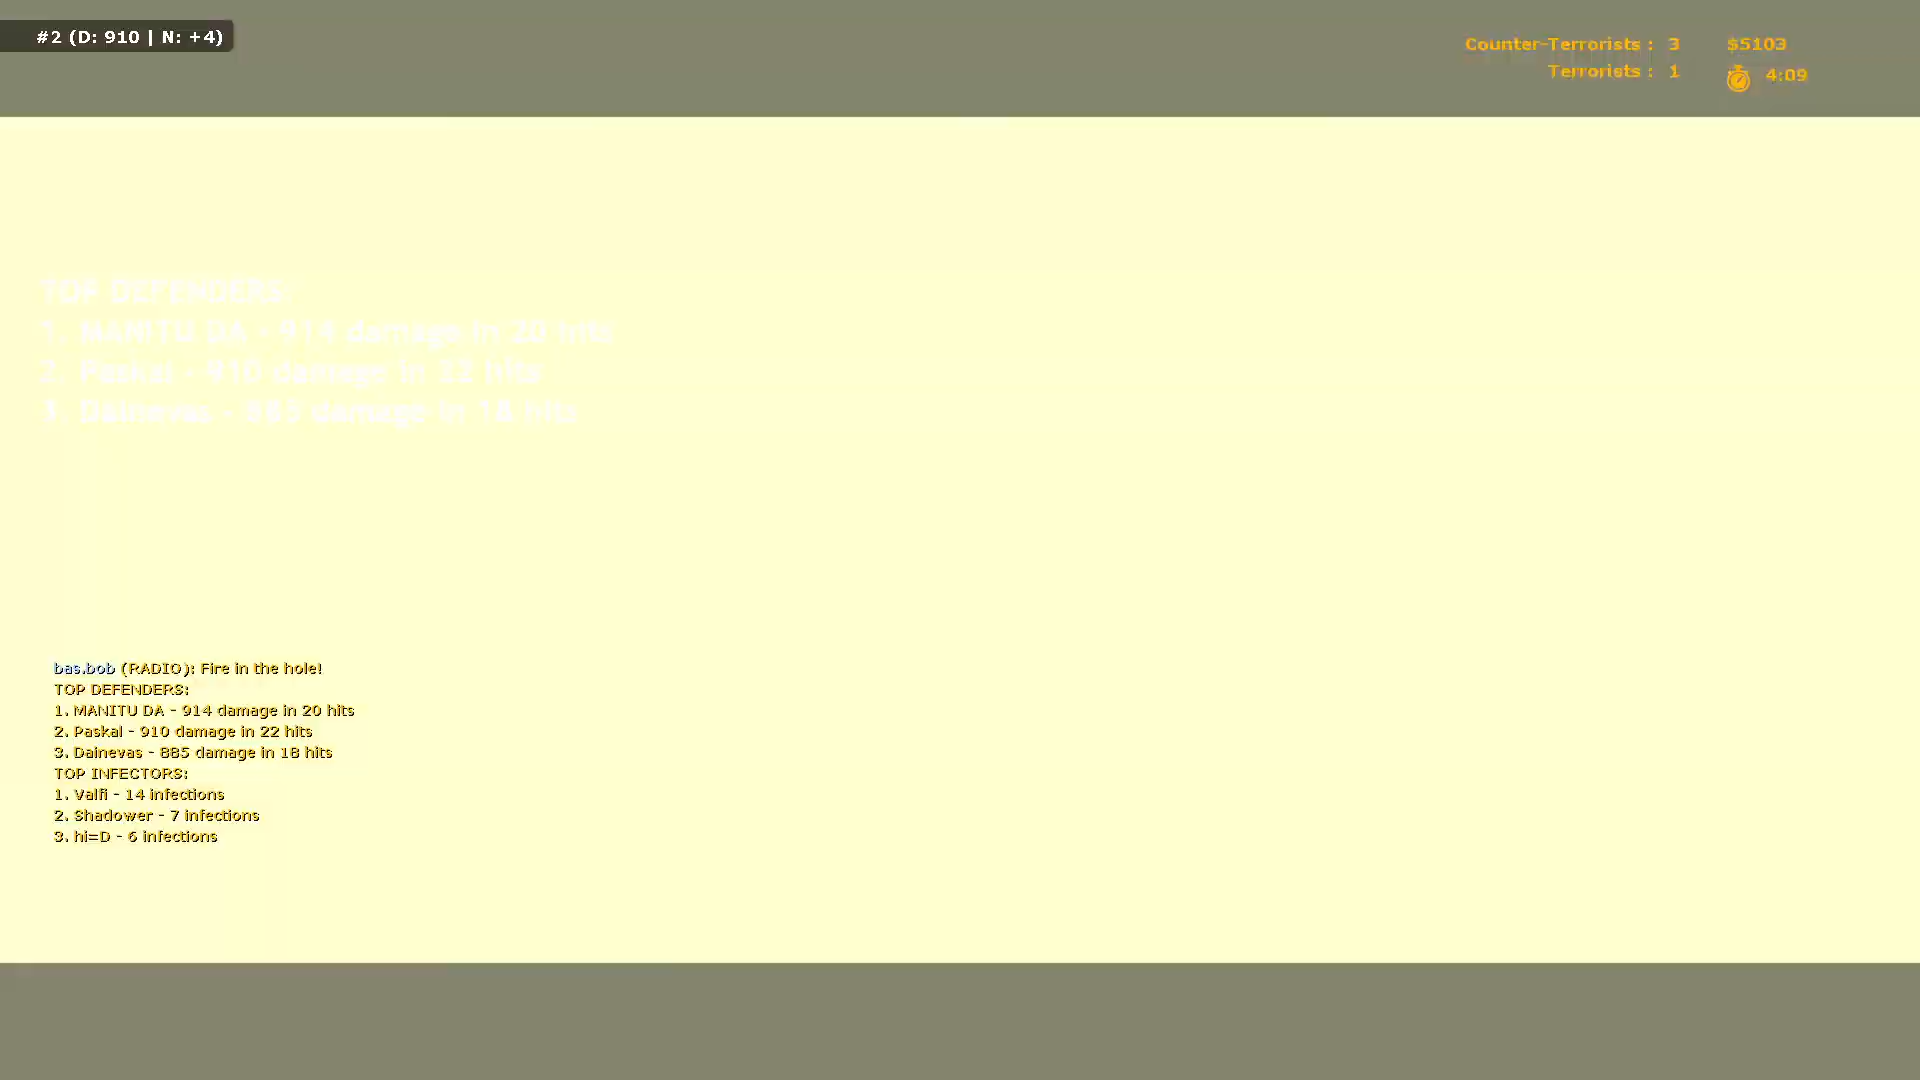 #2 (D: 910 | N: +4)
Counter-Terrorists : 3
Terrorists : 1
$5103
4:09
TOP DEFENDERS:
1. MANITU DA - 914 damage in 20 hits
2. Paskal - 910 damage in 22 hits
3. Dainevas - 885 damage in 18 hits
bas.bob (RADIO): Fire in the hole!
TOP DEFENDERS:
1. MANITU DA - 914 damage in 20 hits
2. Paskal - 910 damage in 22 hits
3. Dainevas - 885 damage in 18 hits
TOP INFECTORS:
1. Valfi - 14 infections
2. Shadower - 7 infections
3. hi=D - 6 infections